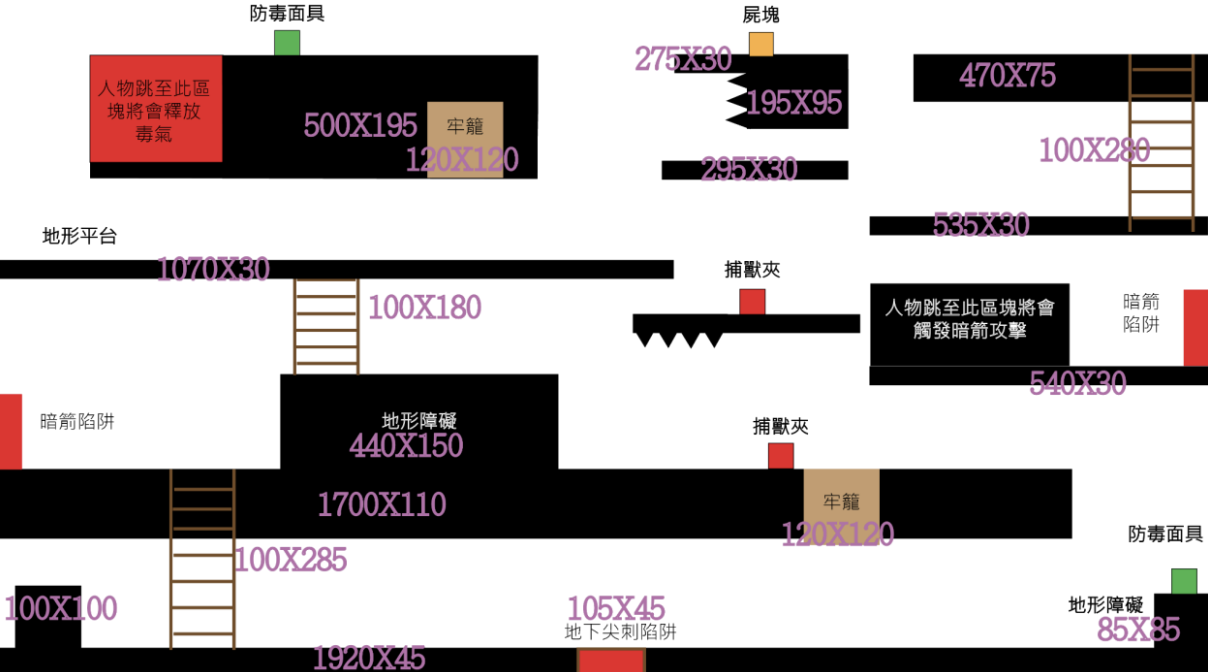 防毒面具
屍塊
275X30
470X75
人物跳至此區
塊將會釋放
毒氣
195X95
500X195
牢籠
120X120
100X280
295X30
535X30
地形平台
1070X30
捕獸夾
100X180
人物跳至此區塊將會
觸發暗箭攻擊
暗箭
陷阱
540X30
暗箭陷阱
地形障礙
440X150
捕獸夾
1700X110
牢籠
120X120
防毒面具
100X285
100X100
105X45
地下尖刺陷阱
地形障礙
85X85
1920X45